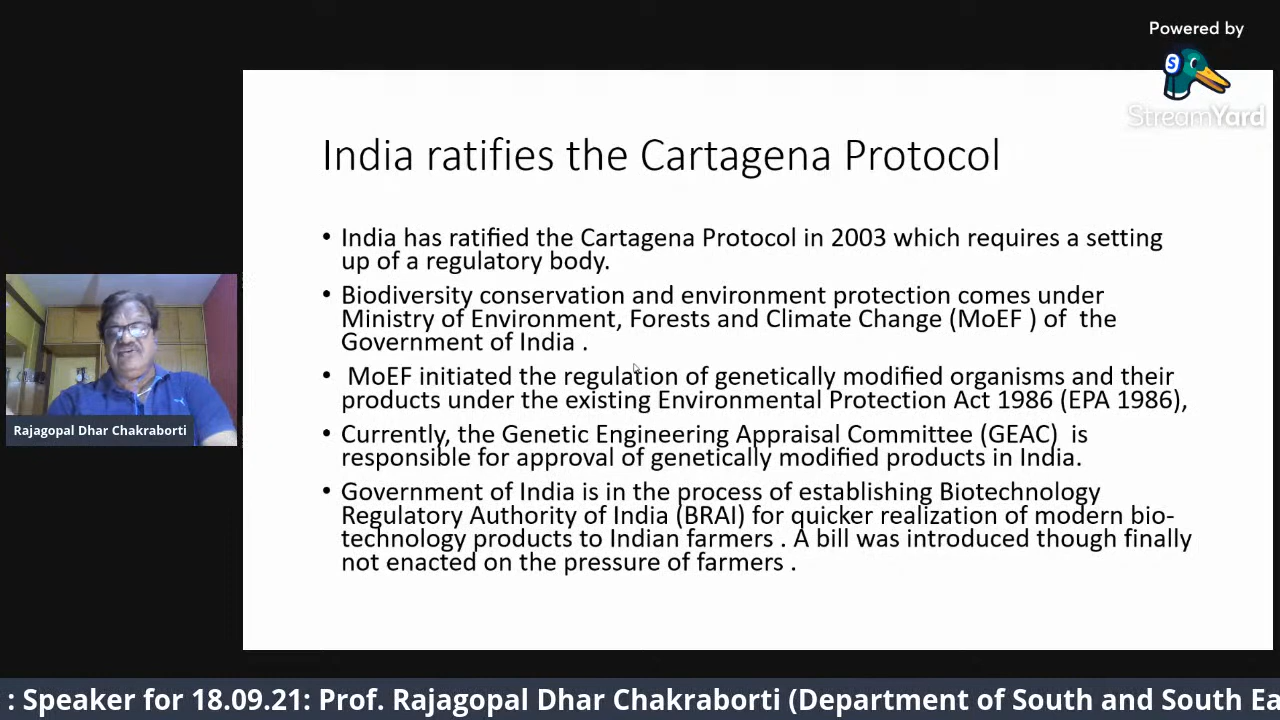 Powered by
S
StreamYard
India ratifies the Cartagena Protocol
• India has ratified the Cartagena Protocol in 2003 which requires a setting
up of a regulatory body.
• Biodiversity conservation and environment protection comes under
Ministry of Environment, Forests and Climate Change (MoEF ) of the
Government of India .
• MoEF initiated the regulation of genetically modified organisms and their
products under the existing Environmental Protection Act 1986 (EPA 1986),
• Currently, the Genetic Engineering Appraisal Committee (GEAC) is
responsible for approval of genetically modified products in India.
• Government of India is in the process of establishing Biotechnology
Regulatory Authority of India (BRAI) for quicker realization of modern bio-
technology products to Indian farmers . A bill was introduced though finally
not enacted on the pressure of farmers .
Rajagopal Dhar Chakraborti
: Speaker for 18.09.21: Prof. Rajagopal Dhar Chakraborti (Department of South and South Ea